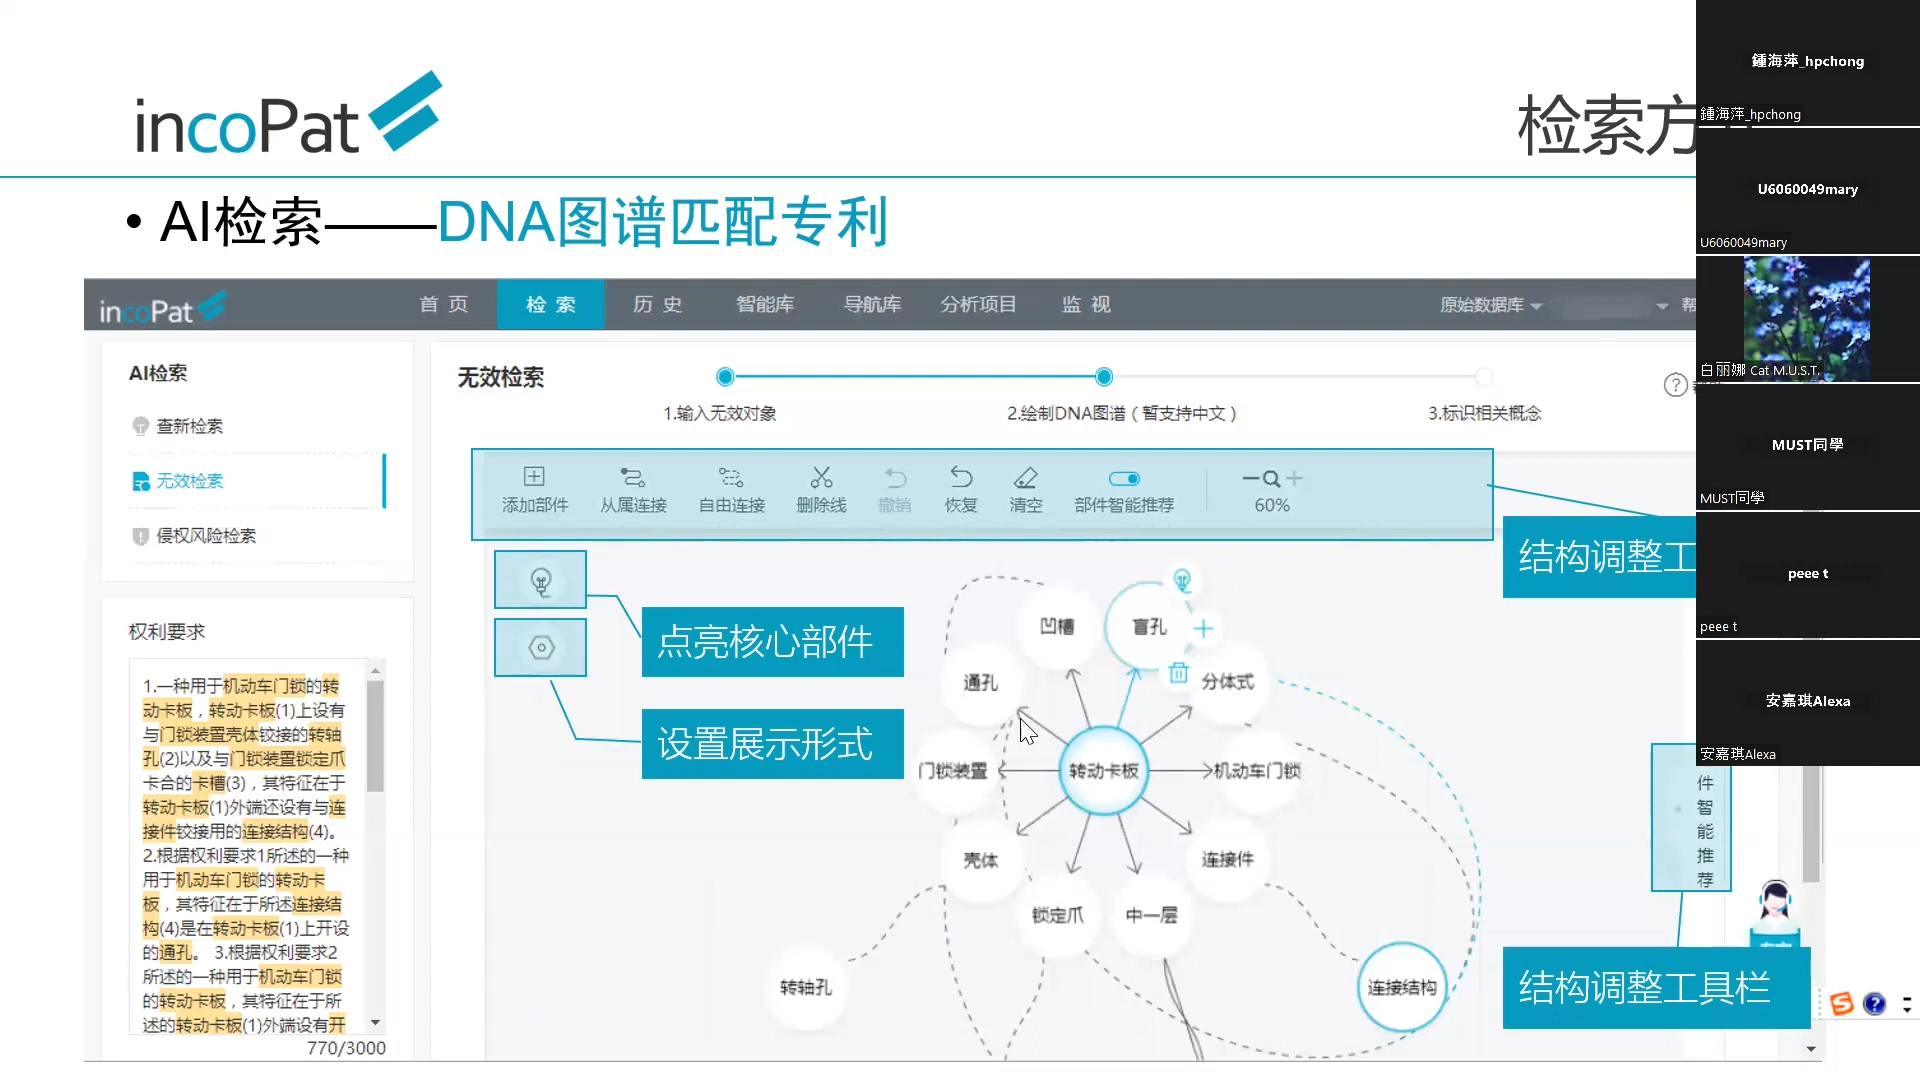 incoPat
检索方
• AI检索——DNA图谱匹配专利
incoPat
首 页
检 索
历 史
智能库
导航库
分析项目
监 视
原始数据库
帮
AI检索
查新检索
无效检索
侵权风险检索
无效检索
1.输入无效对象
2.绘制DNA图谱（暂支持中文）
3.标识相关概念
添加部件
从属连接
自由连接
删除线
撤销
恢复
清空
部件智能推荐
60%
结构调整工
点亮核心部件
设置展示形式
权利要求
1.一种用于机动车门锁的转
动卡板，转动卡板(1)上设有
与门锁装置壳体铰接的转轴
孔(2)以及与门锁装置锁定爪
卡合的卡槽(3)，其特征在于
转动卡板(1)外端还设有与连
接件铰接用的连接结构(4)。
2.根据权利要求1所述的一种
用于机动车门锁的转动卡
板，其特征在于所述连接结
构(4)是在转动卡板(1)上开设
的通孔。 3.根据权利要求2
所述的一种用于机动车门锁
的转动卡板，其特征在于所
述的转动卡板(1)外端设有开
770/3000
凹槽
盲孔
通孔
分体式
门锁装置
转动卡板
机动车门锁
壳体
连接件
锁定爪
中一层
转轴孔
连接结构
件
智
能
推
荐
结构调整工具栏
鍾海萍_hpchong
鍾海萍_hpchong
U6060049mary
U6060049mary
白丽娜 Cat M.U.S.T.
MUST同學
MUST同學
peee t
peee t
安嘉琪Alexa
安嘉琪Alexa